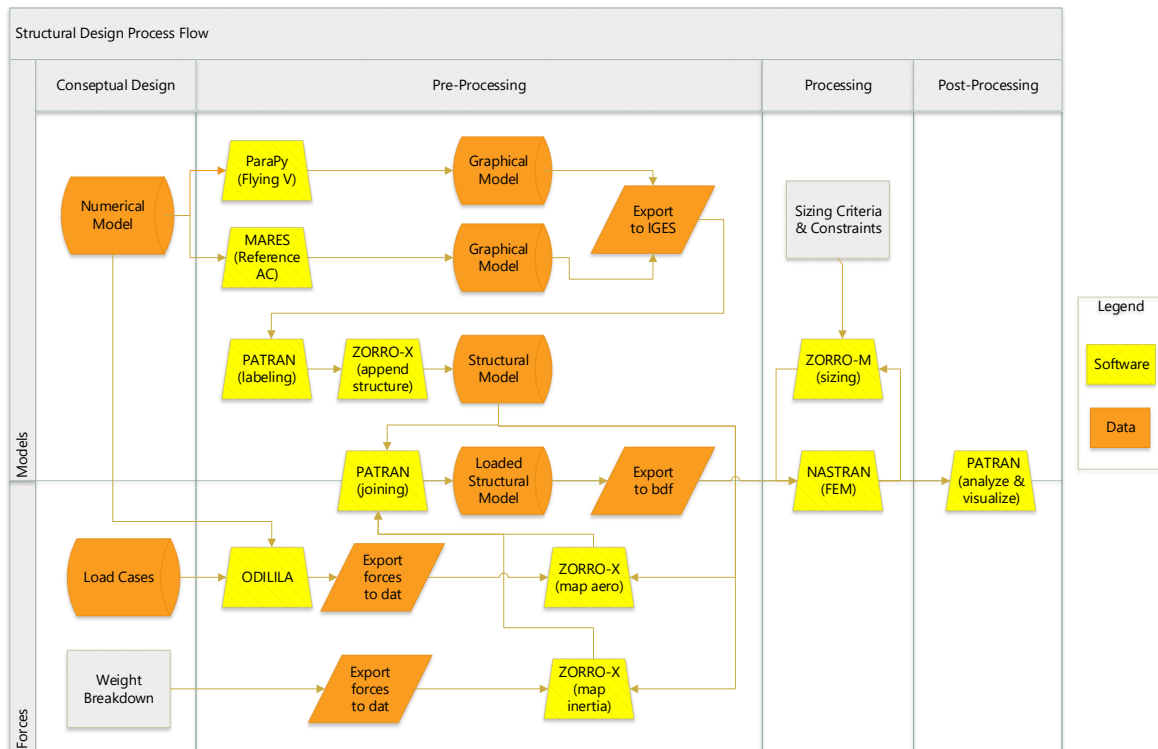 Structural Design Process Flow
Conseptual Design
Pre-Processing
Processing
Post-Processing
Models
Forces
Numerical
Model
ParaPy
(Flying V)
Graphical
Model
MARES
(Reference
AC)
Graphical
Model
Export
to IGES
Sizing Criteria
& Constraints
PATRAN
(labeling)
ZORRO-X
(append
structure)
Structural
Model
ZORRO-M
(sizing)
PATRAN
(joining)
Loaded
Structural
Model
Export
to bdf
NASTRAN
(FEM)
PATRAN
(analyze &
visualize)
Load Cases
ODILILA
Export
forces
to dat
ZORRO-X
(map aero)
Weight
Breakdown
Export
forces
to dat
ZORRO-X
(map
inertia)
Legend
Software
Data